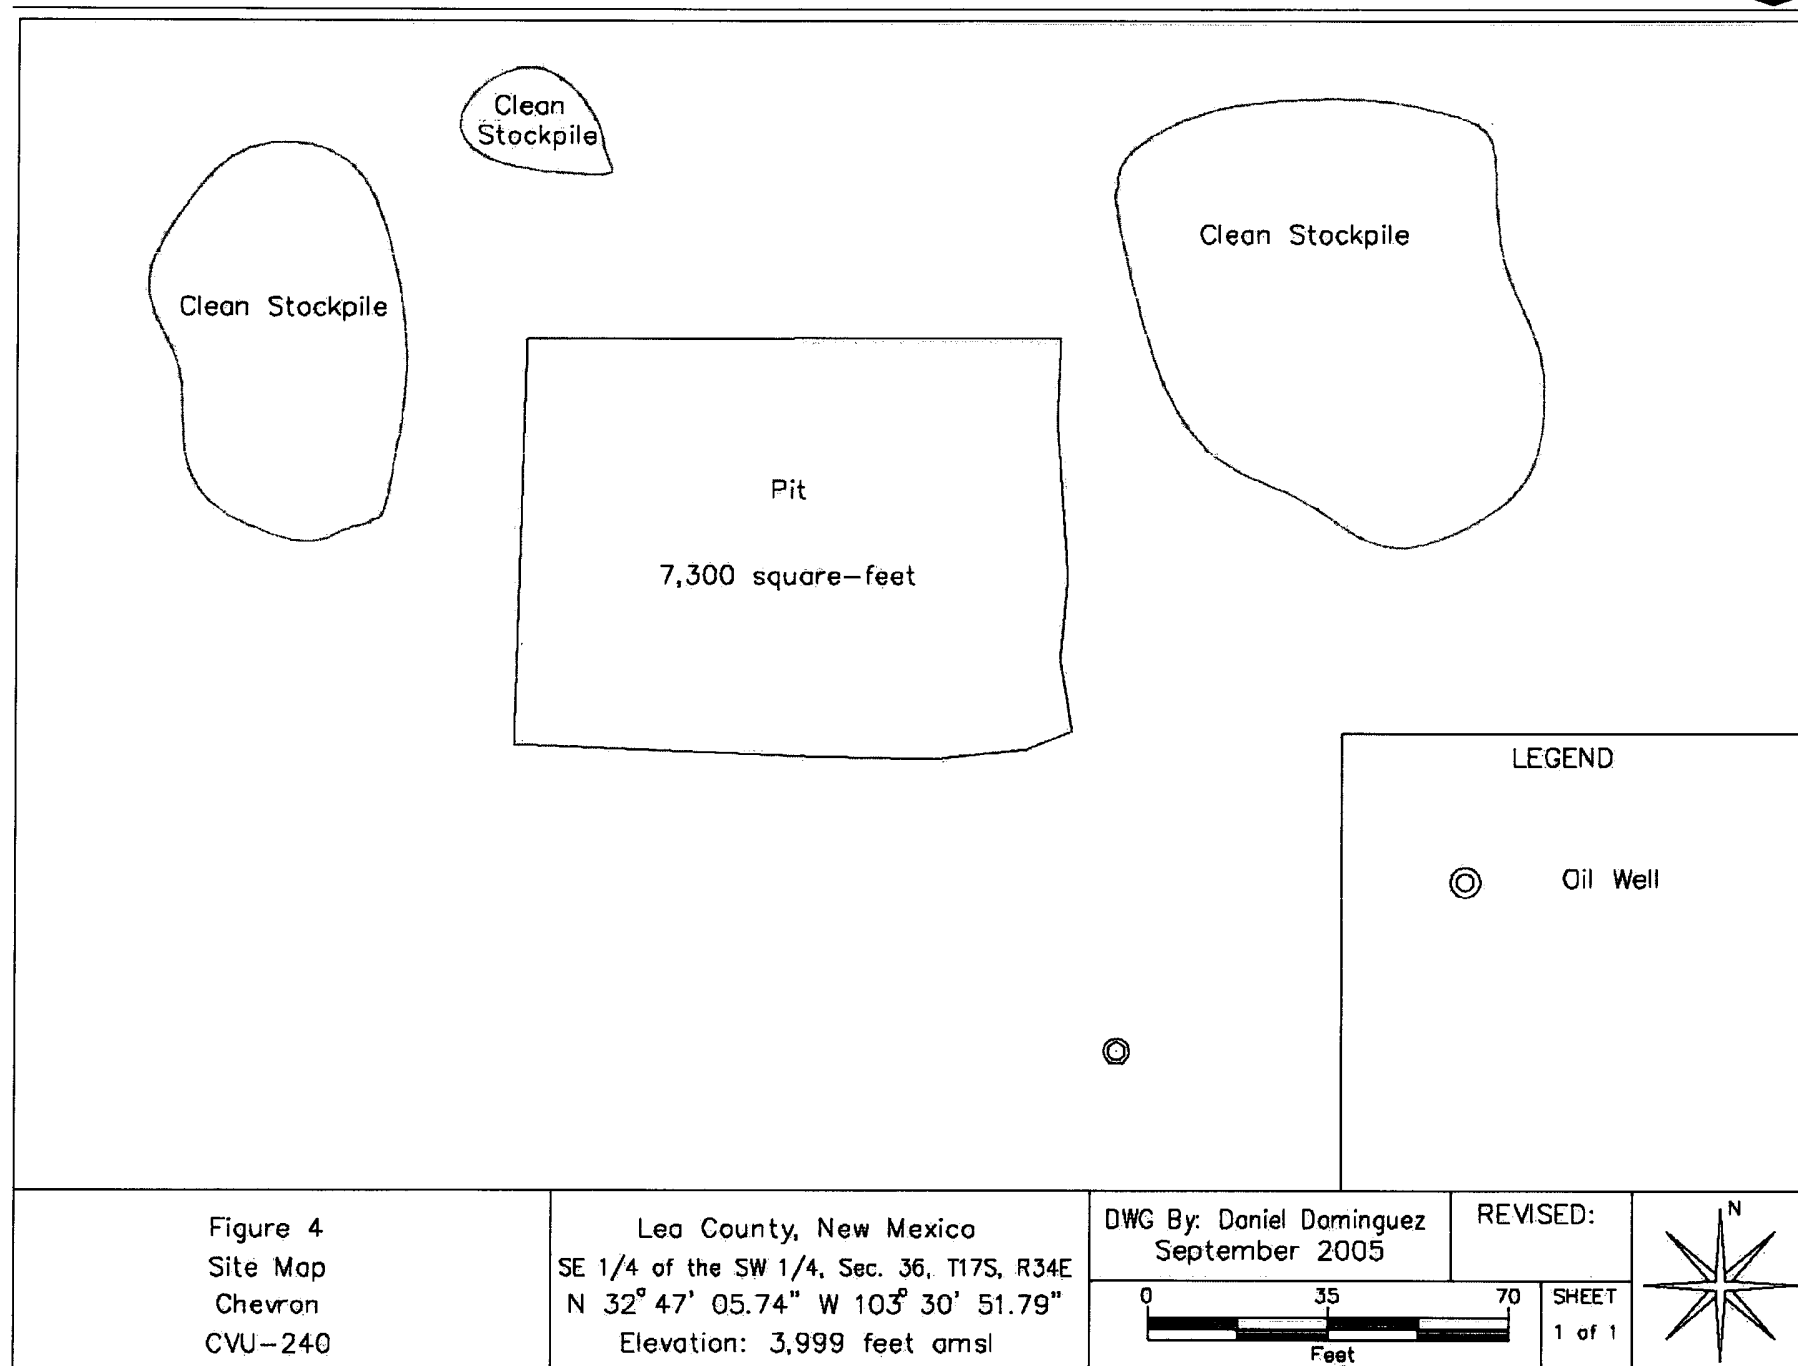 Clean
Stockpile
Clean Stockpile
Clean Stockpile
Pit
7,300 square-feet
LEGEND
Oil Well
Figure 4
Site Map
Chevron
CVU-240
Lea County, New Mexico
SE 1/4 of the SW 1/4, Sec. 36, T17S, R34E
N 32° 47' 05.74" W 103° 30' 51.79"
Elevation: 3,999 feet amsl
DWG By: Daniel Dominguez
September 2005
REVISED:
0 35 70
Feet
SHEET
1 of 1
N